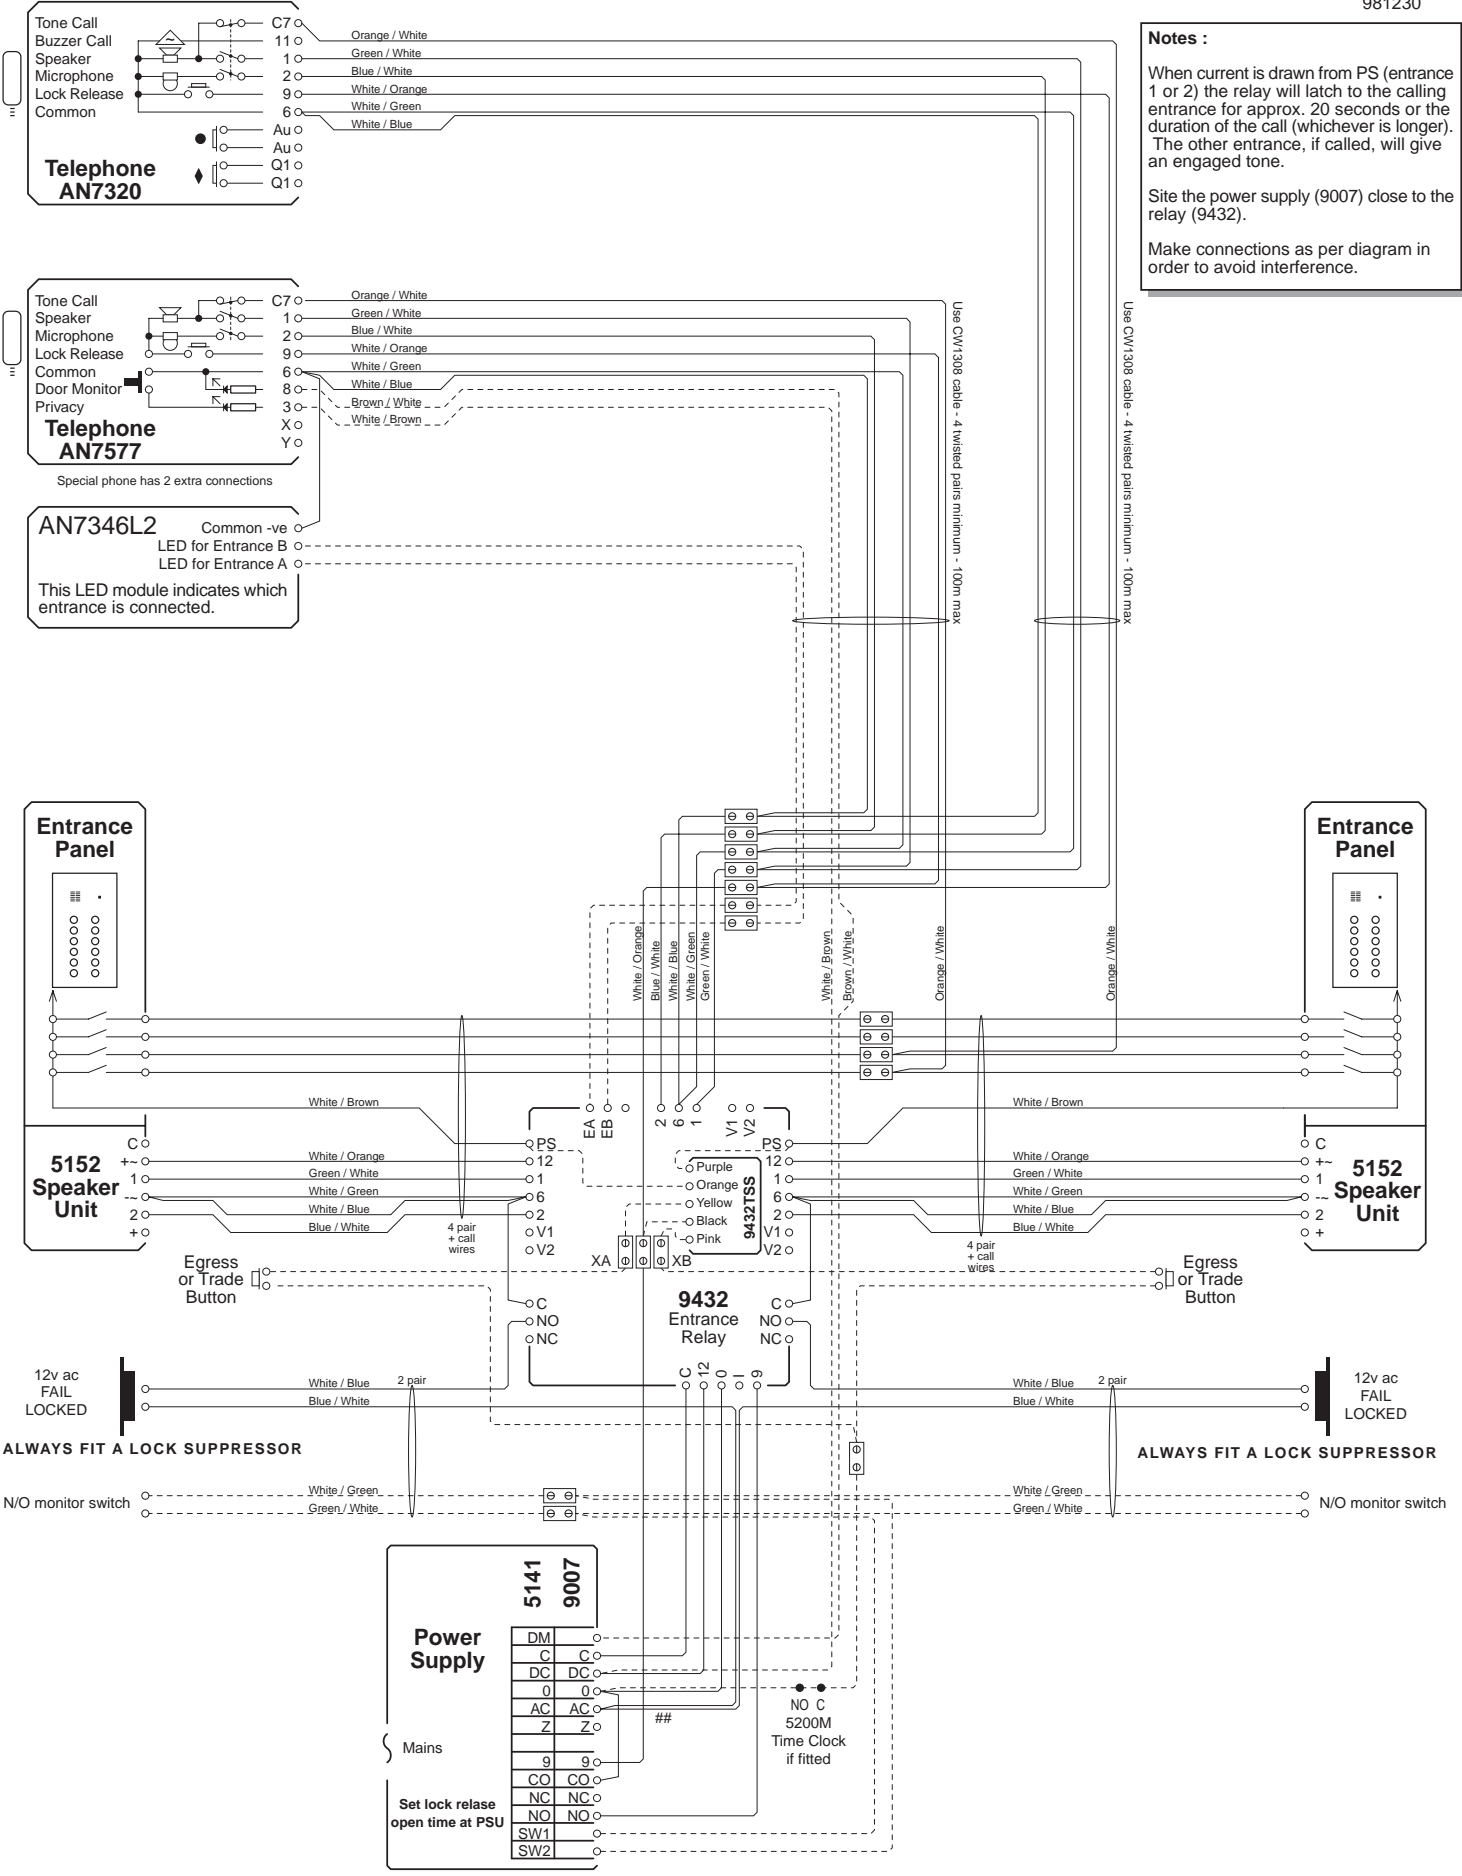 981230
Notes :
When current is drawn from PS (entrance
1 or 2) the relay will latch to the calling
entrance for approx. 20 seconds or the
duration of the call (whichever is longer).
The other entrance, if called, will give
an engaged tone.
Site the power supply (9007) close to the
relay (9432).
Make connections as per diagram in
order to avoid interference.
Tone Call C7
Buzzer Call ~ 11 Orange / White
Speaker 1 Green / White
Microphone 2 Blue / White
Lock Release 9 White / Orange
Common 6 White / Green
White / Blue
Au
Au
Q1
Q1
Telephone
AN7320
Tone Call C7 Orange / White
Speaker 1 Green / White
Microphone 2 Blue / White
Lock Release 9 White / Orange
Common 6 White / Green
Door Monitor 8 White / Blue
Privacy 3 Brown / White
X White / Brown
Y
Telephone
AN7577
Special phone has 2 extra connections
AN7346L2 Common -ve
LED for Entrance B
LED for Entrance A
This LED module indicates which
entrance is connected.
Use CW1308 cable - 4 twisted pairs minimum - 100m max
Use CW1308 cable - 4 twisted pairs minimum - 100m max
Entrance
Panel
Entrance
Panel
White / Orange
Blue / White
White / Blue
White / Green
Green / White
White / Brown
Brown / White
Orange / White
Orange / White
White / Brown
White / Brown
EA
EB
2
6
1
V1
V2
5152
Speaker
Unit
C
+~
1
-~
2
+
White / Orange
Green / White
White / Green
White / Blue
Blue / White
4 pair
+ call
wires
PS
12
1
6
2
V1
V2
Purple
Orange
Yellow
Black
Pink
9432TSS
XA
XB
PS
12
1
6
2
V1
V2
White / Orange
Green / White
White / Green
White / Blue
Blue / White
4 pair
+ call
wires
C
+~
1
-~
2
+
5152
Speaker
Unit
Egress
or Trade
Button
Egress
or Trade
Button
C
NO
NC
9432
Entrance
Relay
C
NO
NC
C
12
0
I
9
12v ac
FAIL
LOCKED
White / Blue
Blue / White
2 pair
White / Blue
Blue / White
2 pair
12v ac
FAIL
LOCKED
ALWAYS FIT A LOCK SUPPRESSOR
ALWAYS FIT A LOCK SUPPRESSOR
N/O monitor switch
White / Green
Green / White
White / Green
Green / White
N/O monitor switch
5141
9007
Power
Supply
DM
C C
DC DC
0 0
AC AC
Z Z
9 9
CO CO
NC NC
NO NO
SW1
SW2
Mains
Set lock relase
open time at PSU
##
NO C
5200M
Time Clock
if fitted